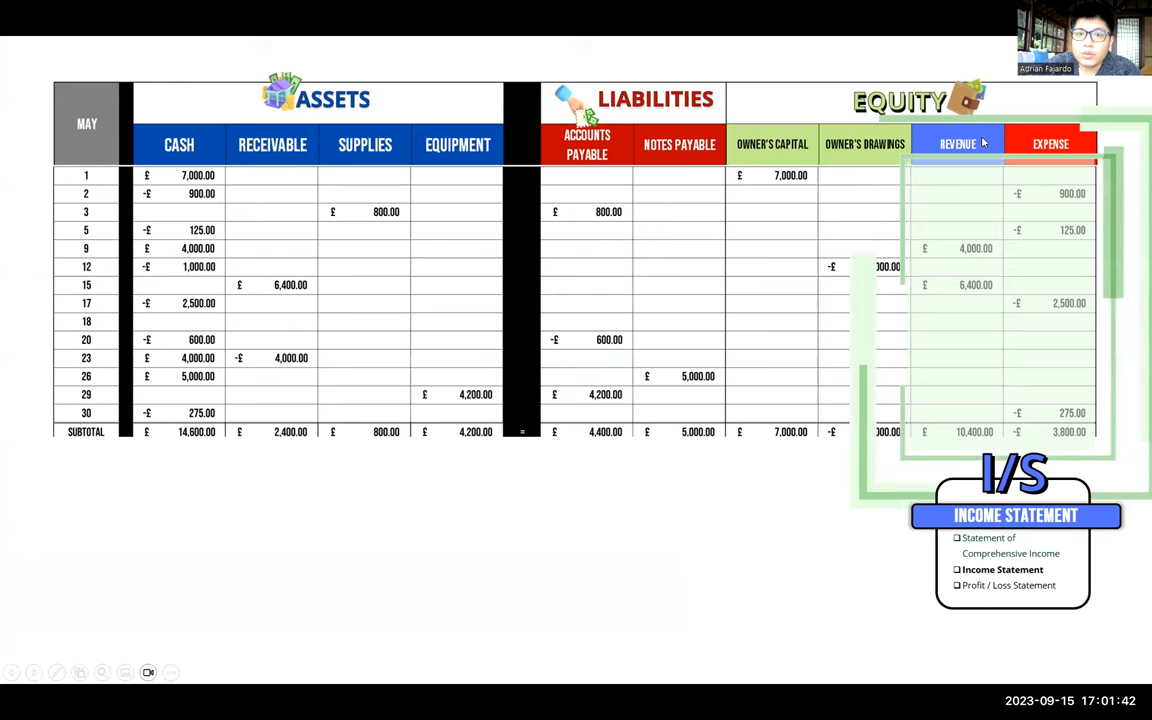 Adrian Fajardo
ASSETS LIABILITIES EQUITY
MAY CASH RECEIVABLE SUPPLIES EQUIPMENT ACCOUNTS PAYABLE NOTES PAYABLE OWNER'S CAPITAL OWNER'S DRAWINGS REVENUE EXPENSE
1 £ 7,000.00 £ 7,000.00
2 -£ 900.00 -£ 900.00
3 £ 800.00 £ 800.00
5 -£ 125.00 -£ 125.00
9 £ 4,000.00 £ 4,000.00
12 -£ 1,000.00 -£ 000.00
15 £ 6,400.00 £ 6,400.00
17 -£ 2,500.00 -£ 2,500.00
18
20 -£ 600.00 -£ 600.00
23 £ 4,000.00 -£ 4,000.00
26 £ 5,000.00 £ 5,000.00
29 £ 4,200.00 £ 4,200.00
30 -£ 275.00 -£ 275.00
SUBTOTAL £ 14,600.00 £ 2,400.00 £ 800.00 £ 4,200.00 = £ 4,400.00 £ 5,000.00 £ 7,000.00 -£ 000.00 £ 10,400.00 -£ 3,800.00
I/S
INCOME STATEMENT
❑ Statement of
Comprehensive Income
❑ Income Statement
❑ Profit / Loss Statement
2023-09-15 17:01:42